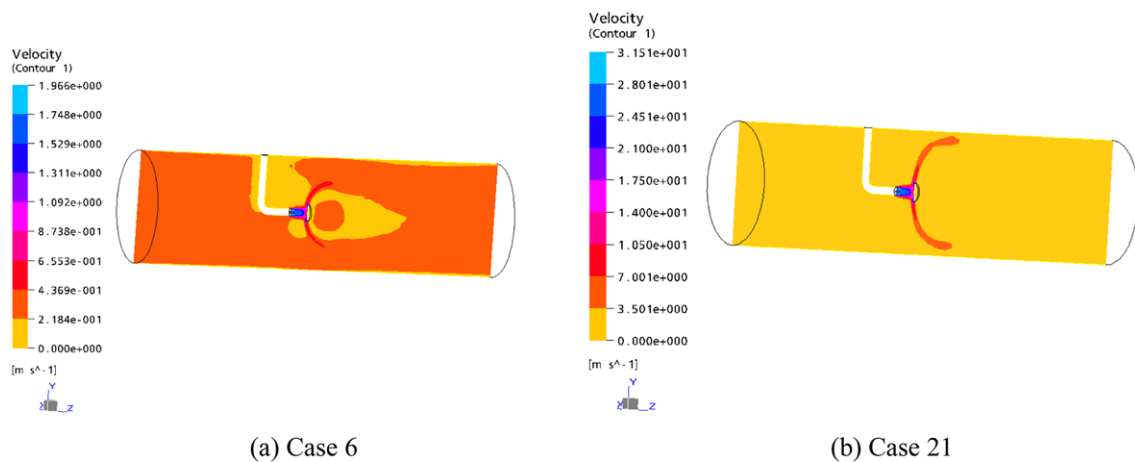 Velocity
(Contour 1)
1.966e+000
1.748e+000
1.529e+000
1.311e+000
1.092e+000
8.738e-001
6.553e-001
4.369e-001
2.184e-001
0.000e+000
[m s^-1]
Y
X
Z
(a) Case 6
Velocity
(Contour 1)
3.151e+001
2.801e+001
2.451e+001
2.100e+001
1.750e+001
1.400e+001
1.050e+001
7.001e+000
3.501e+000
0.000e+000
[m s^-1]
Y
X
Z
(b) Case 21